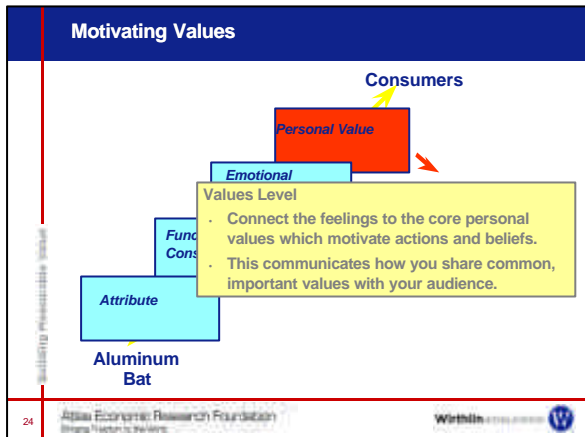 Motivating Values
Consumers
Personal Value
Emotional
Values Level
· Connect the feelings to the core personal
values which motivate actions and beliefs.
· This communicates how you share common,
important values with your audience.
Func
Cons
Attribute
Aluminum
Bat
24
Atlas Economic Research Foundation
Wirthlin
W